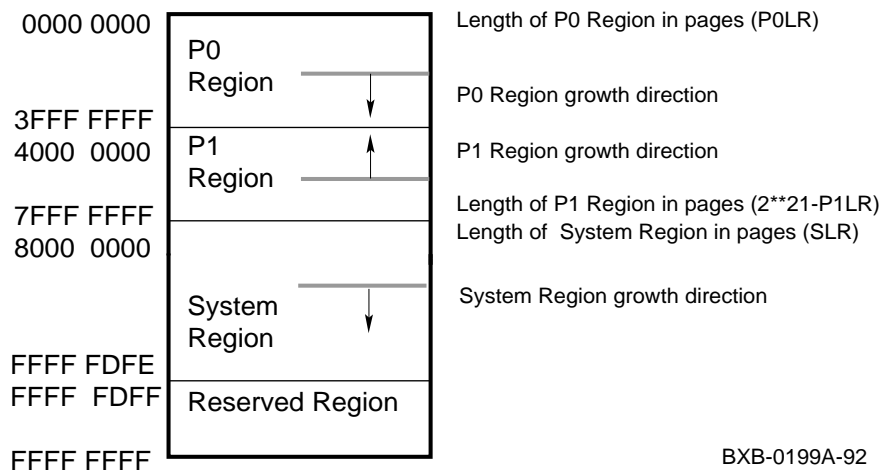 0000 0000
Length of P0 Region in pages (P0LR)
P0
Region
P0 Region growth direction
3FFF FFFF
4000 0000
P1
Region
P1 Region growth direction
Length of P1 Region in pages (2**21-P1LR)
7FFF FFFF
Length of System Region in pages (SLR)
8000 0000
System Region growth direction
System
Region
FFFF FDFE
FFFF FDFF
Reserved Region
FFFF FFFF
BXB-0199A-92